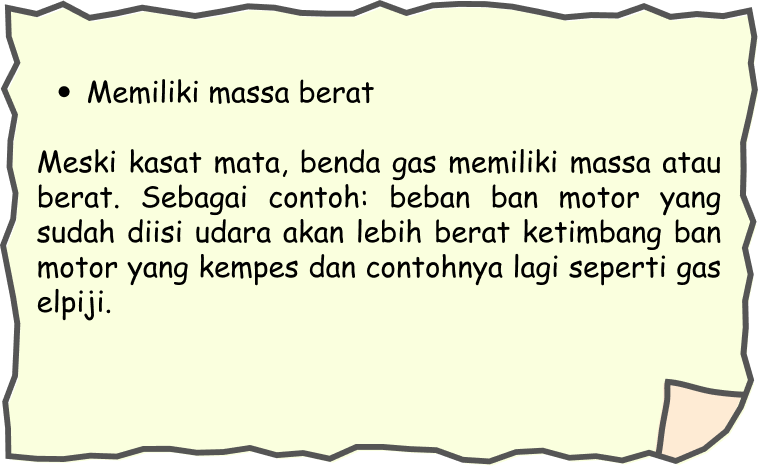 • Memiliki massa berat
Meski kasat mata, benda gas memiliki massa atau
berat. Sebagai contoh: beban ban motor yang
sudah diisi udara akan lebih berat ketimbang ban
motor yang kempes dan contohnya lagi seperti gas
elpiji.